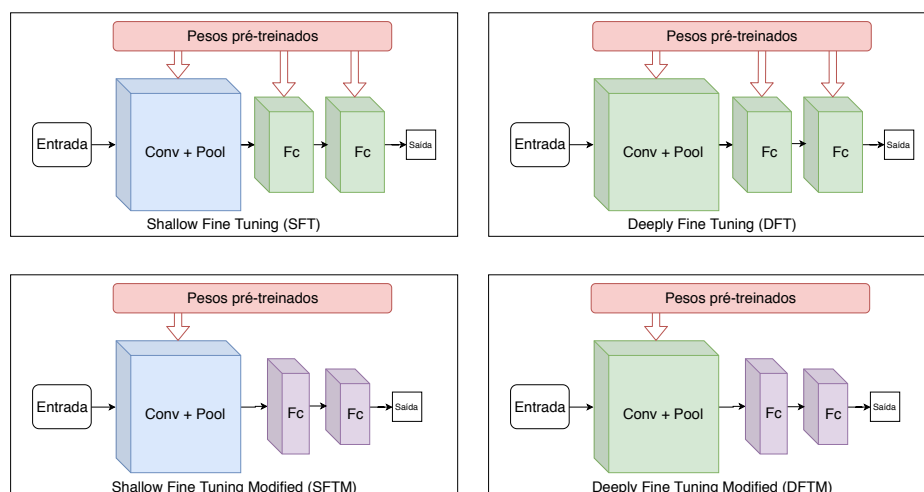 Pesos pré-treinados
Entrada
Conv + Pool
Fc
Fc
Saída
Shallow Fine Tuning (SFT)
Pesos pré-treinados
Entrada
Conv + Pool
Fc
Fc
Saída
Deeply Fine Tuning (DFT)
Pesos pré-treinados
Entrada
Conv + Pool
Fc
Fc
Saída
Shallow Fine Tuning Modified (SFTM)
Pesos pré-treinados
Entrada
Conv + Pool
Fc
Fc
Saída
Deeply Fine Tuning Modified (DFTM)